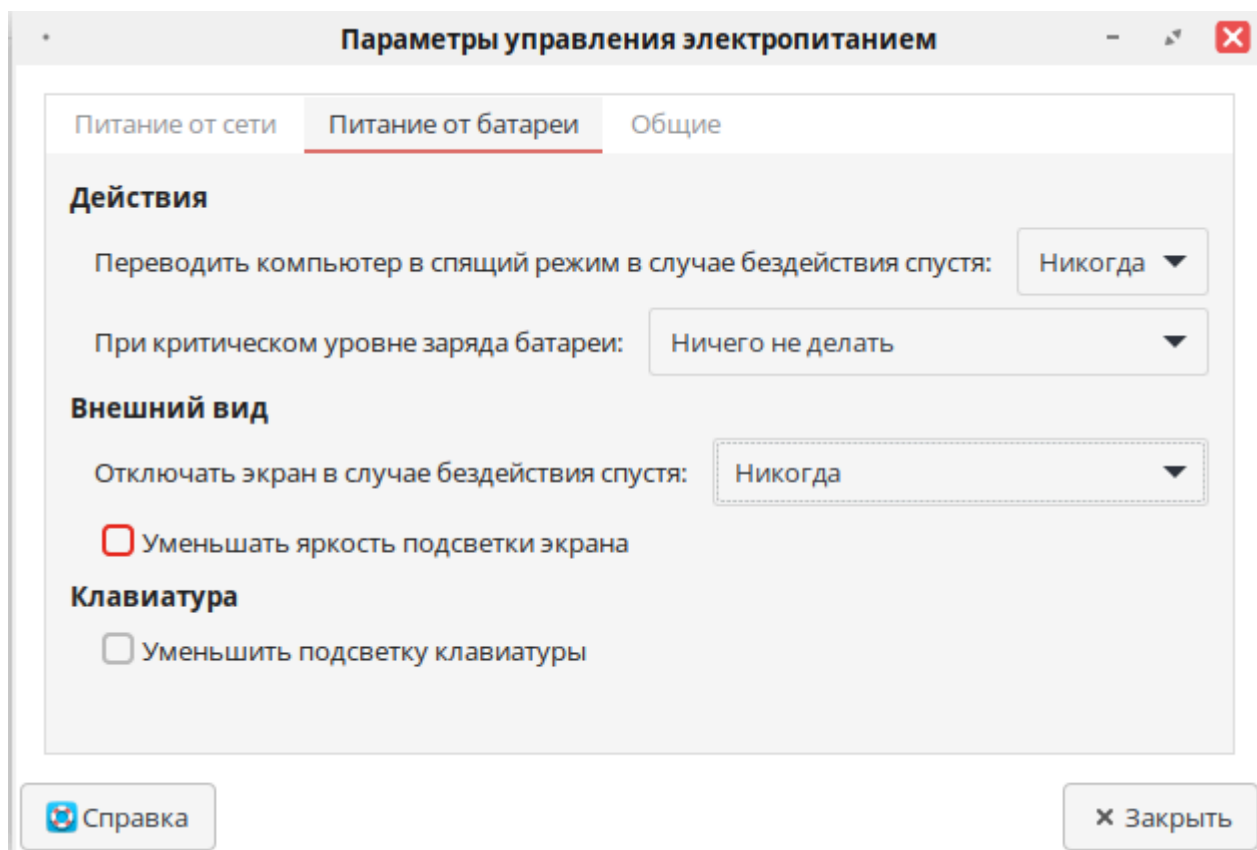 Параметры управления электропитанием
Питание от сети Питание от батареи Общие
Действия
Переводить компьютер в спящий режим в случае бездействия спустя: Никогда
При критическом уровне заряда батареи: Ничего не делать
Внешний вид
Отключать экран в случае бездействия спустя: Никогда
Уменьшать яркость подсветки экрана
Клавиатура
Уменьшить подсветку клавиатуры
Справка Закрыть